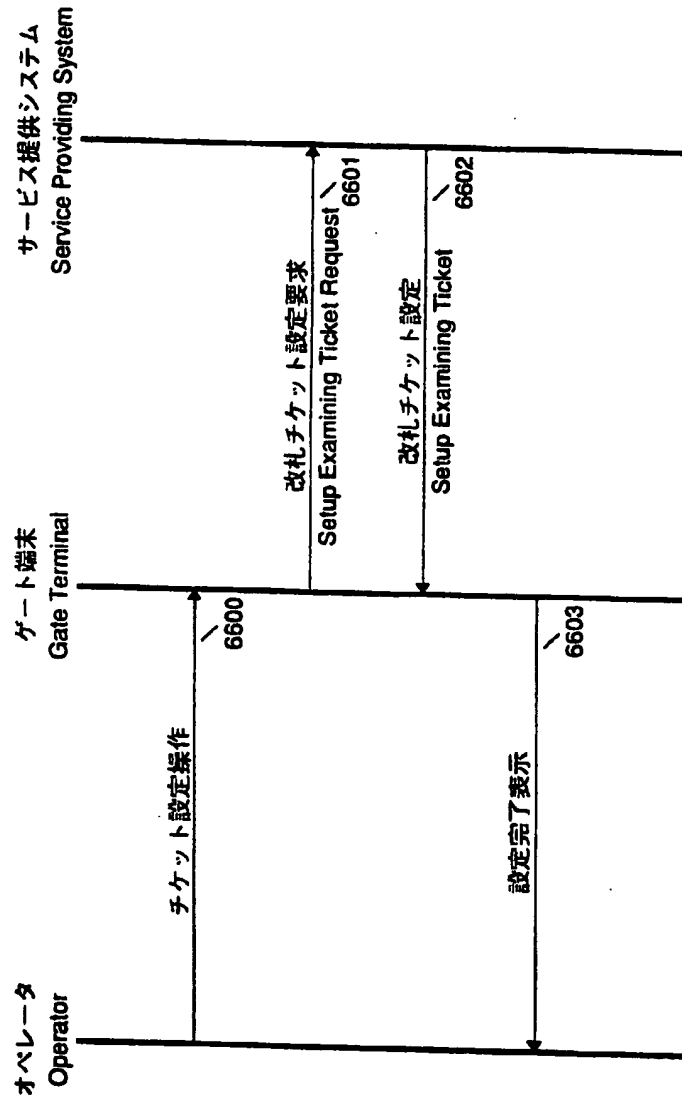 オペレータ
Operator
ゲート端末
Gate Terminal
サービス提供システム
Service Providing System
チケット設定操作
6600
改札チケット設定要求
Setup Examining Ticket Request
6601
改札チケット設定
Setup Examining Ticket
6602
設定完了表示
6603